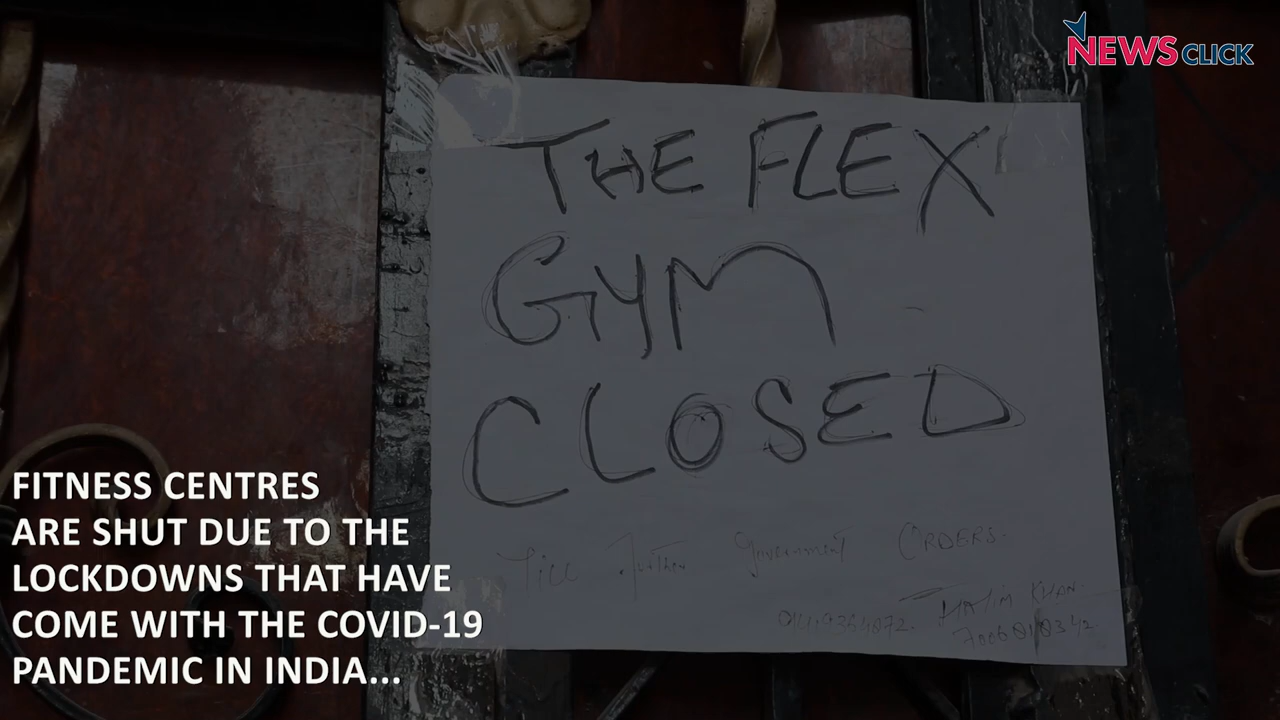 NEWSCLICK
THE FLEX
GYM
CLOSED
Till Further Government ORDERS.
KHAN.
FITNESS CENTRES
ARE SHUT DUE TO THE
LOCKDOWNS THAT HAVE
COME WITH THE COVID-19
PANDEMIC IN INDIA...